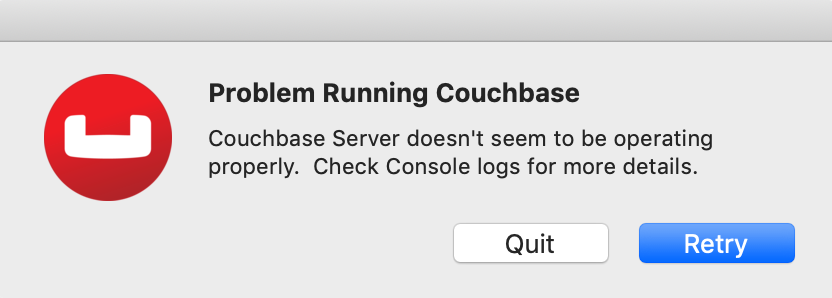 Problem Running Couchbase
Couchbase Server doesn't seem to be operating
properly.  Check Console logs for more details.
Quit
Retry